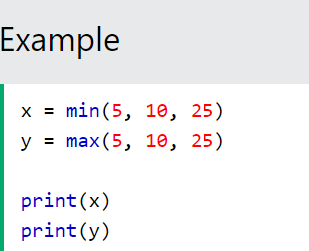 Example
x = min(5, 10, 25)
y = max(5, 10, 25)
print(x)
print(y)